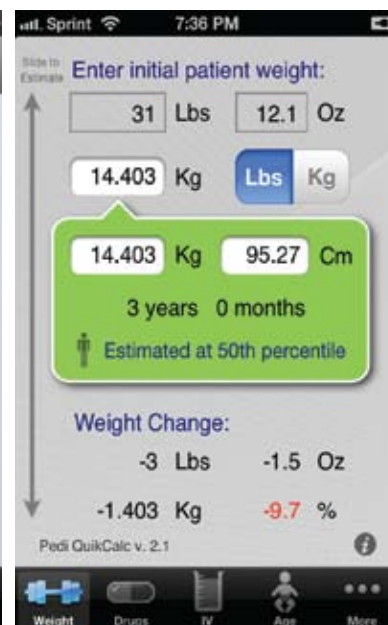 Sprint 7:36 PM
Slide to
Estimate
Enter initial patient weight:
31 Lbs 12.1 Oz
14.403 Kg Lbs Kg
14.403 Kg 95.27 Cm
3 years 0 months
Estimated at 50th percentile
Weight Change:
-3 Lbs -1.5 Oz
-1.403 Kg -9.7 %
Pedi QuikCalc v. 2.1
Weight Drugs IV Age More